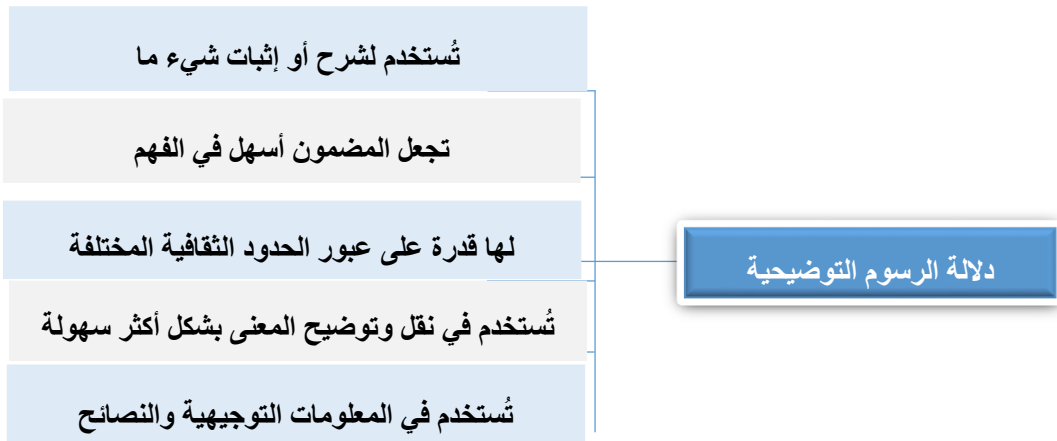 دلالة الرسوم التوضيحية
تُستخدم لشرح أو إثبات شيء ما
تجعل المضمون أسهل في الفهم
لها قدرة على عبور الحدود الثقافية المختلفة
تُستخدم في نقل وتوضيح المعنى بشكل أكثر سهولة
تُستخدم في المعلومات التوجيهية والنصائح